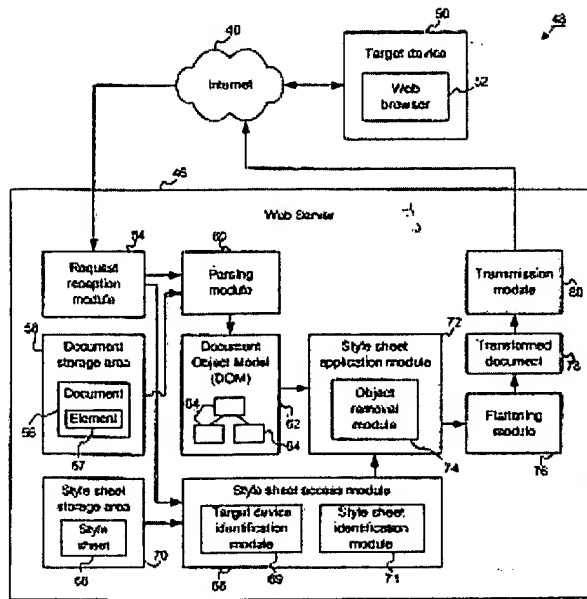 50
48
40
Target device
Internet
Web
browser
52
46
Web Server
54
60
Request
reception
module
Parsing
module
Transmission
module
80
58
72
Document
storage area
Document
Object Model
(DOM)
Style sheet
application module
Transformed
document
78
Document
Element
56
57
64
64
62
Object
removal
module
74
Flattening
module
76
Style sheet
storage area
Style
sheet
70
Style sheet access module
Target device
identification
module
Style sheet
identification
module
69
71